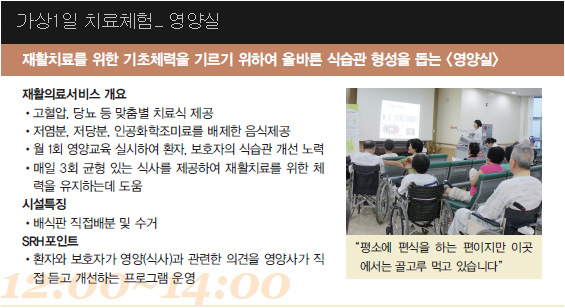 가상1일 치료체험_ 영양실
재활치료를 위한 기초체력을 기르기 위하여 올바른 식습관 형성을 돕는 <영양실>
재활의료서비스 개요
• 고혈압, 당뇨 등 맞춤별 치료식 제공
• 저염분, 저당분, 인공화학조미료를 배제한 음식제공
• 월 1회 영양교육 실시하여 환자, 보호자의 식습관 개선 노력
• 매일 3회 균형 있는 식사를 제공하여 재활치료를 위한 체
력을 유지하는데 도움
시설특징
• 배식판 직접배분 및 수거
SRH포인트
• 환자와 보호자가 영양(식사)과 관련한 의견을 영양사가 직
접 듣고 개선하는 프로그램 운영
12:00~14:00
“평소에 편식을 하는 편이지만 이곳
에서는 골고루 먹고 있습니다”